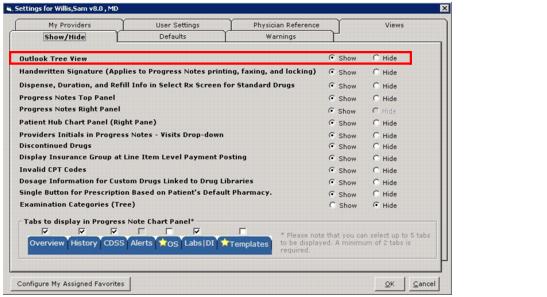 Settings for Willis,Sam v8.0 , MD
My Providers User Settings Physician Reference Views
Show/Hide Defaults Warnings
Outlook Tree View Show Hide
Handwritten Signature (Applies to Progress Notes printing, faxing, and locking) Show Hide
Dispense, Duration, and Refill Info in Select Rx Screen for Standard Drugs Show Hide
Progress Notes Top Panel Show Hide
Progress Notes Right Panel Show Hide
Patient Hub Chart Panel (Right Pane) Show Hide
Providers Initials in Progress Notes - Visits Drop-down Show Hide
Discontinued Drugs Show Hide
Display Insurance Group at Line Item Level Payment Posting Show Hide
Invalid CPT Codes Show Hide
Dosage Information for Custom Drugs Linked to Drug Libraries Show Hide
Single Button for Prescription Based on Patient's Default Pharmacy. Show Hide
Examination Categories (Tree) Show Hide
Tabs to display in Progress Note Chart Panel*
Overview History CDSS Alerts OS Labs|DI Templates
* Please note that you can select up 5 tabs
to be displayed. A minimum of 2 tabs is
required.
Configure My Assigned Favorites OK Cancel